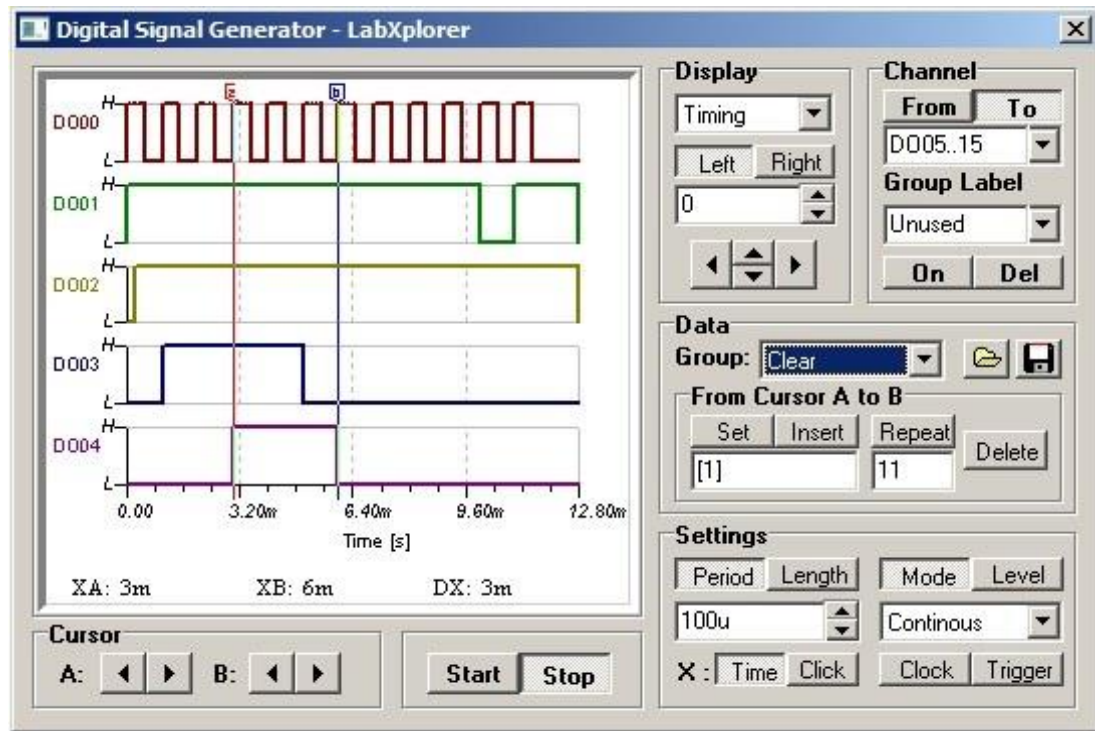 Digital Signal Generator - LabXplorer
a b
H
DO00
L
H
DO01
L
H
DO02
L
H
DO03
L
H
DO04
L
0.00 3.20m 6.40m 9.60m 12.80m
Time [s]
XA: 3m XB: 6m DX: 3m
Cursor
A: B:
Start Stop
Display
Timing
Left Right
0
Channel
From To
DO05..15
Group Label
Unused
On Del
Data
Group: Clear
From Cursor A to B
Set Insert Repeat Delete
[1] 11
Settings
Period Length Mode Level
100u Continous
X : Time Click Clock Trigger